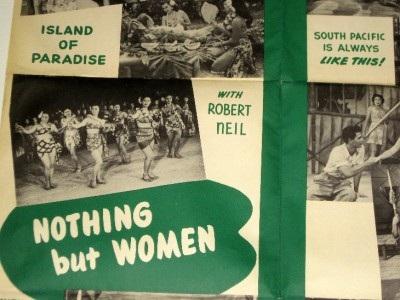 ISLAND
OF
PARADISE
SOUTH PACIFIC
IS ALWAYS
LIKE THIS!
WITH
ROBERT
NEIL
NOTHING
but WOMEN